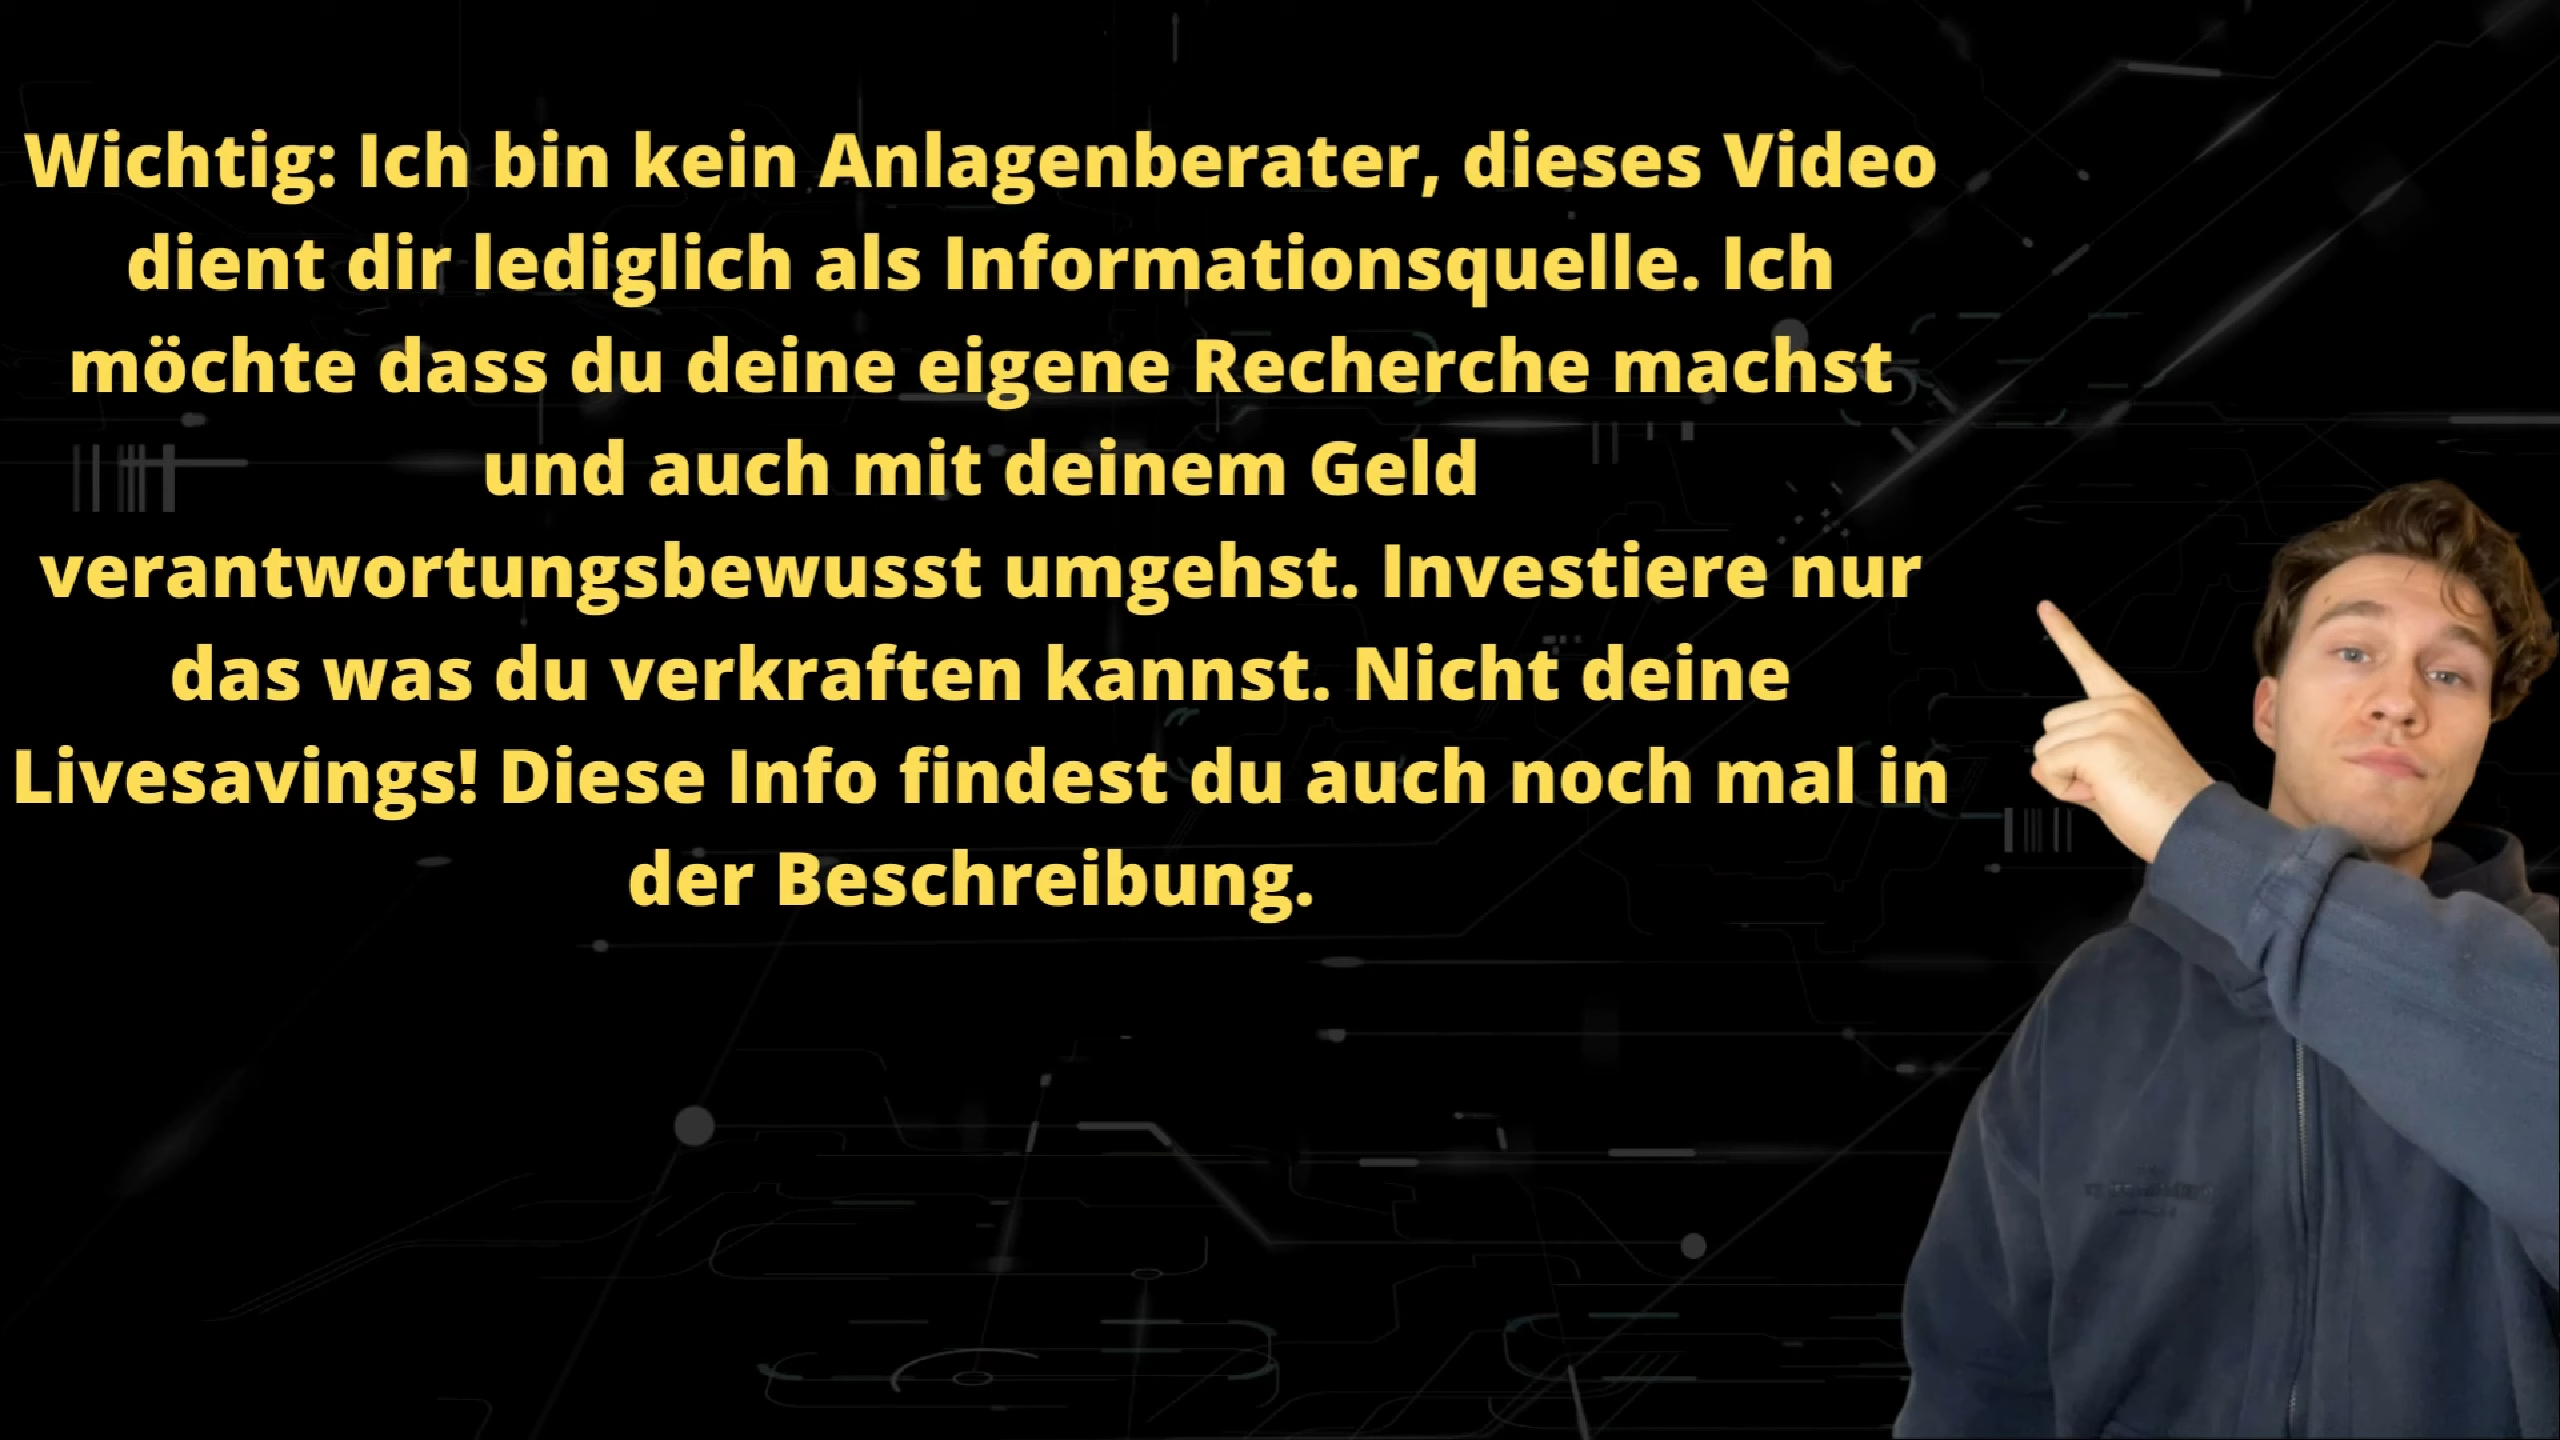 Wichtig: Ich bin kein Anlagenberater, dieses Video
dient dir lediglich als Informationsquelle. Ich
möchte dass du deine eigene Recherche machst
und auch mit deinem Geld
verantwortungsbewusst umgehst. Investiere nur
das was du verkraften kannst. Nicht deine
Livesavings! Diese Info findest du auch noch mal in
der Beschreibung.